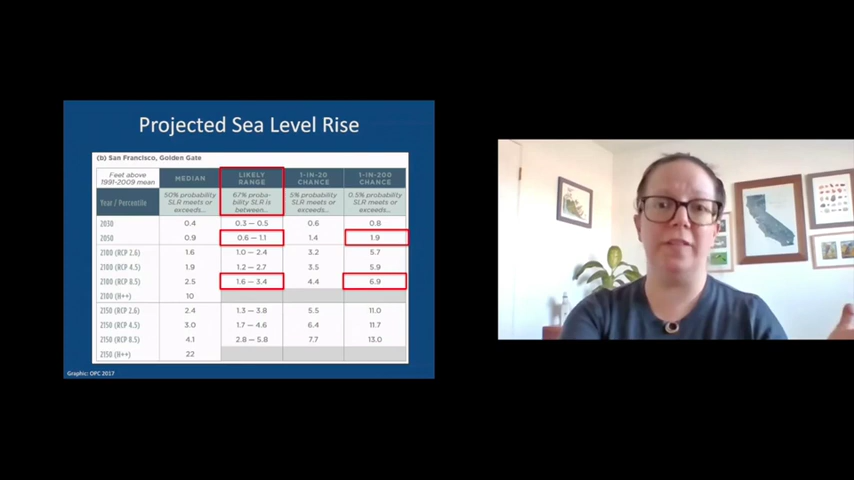 Projected Sea Level Rise
(b) San Francisco, Golden Gate
Feet above 1991-2009 mean MEDIAN LIKELY RANGE 1-IN-20 CHANCE 1-IN-200 CHANCE
Year / Percentile 50% probability SLR meets or exceeds... 67% proba-bility SLR is between... 5% probability SLR meets or exceeds... 0.5% probability SLR meets or exceeds...
2030 0.4 0.3 — 0.5 0.6 0.8
2050 0.9 0.6 — 1.1 1.4 1.9
2100 (RCP 2.6) 1.6 1.0 — 2.4 3.2 5.7
2100 (RCP 4.5) 1.9 1.2 — 2.7 3.5 5.9
2100 (RCP 8.5) 2.5 1.6 — 3.4 4.4 6.9
2100 (H++) 10
2150 (RCP 2.6) 2.4 1.3 — 3.8 5.5 11.0
2150 (RCP 4.5) 3.0 1.7 — 4.6 6.4 11.7
2150 (RCP 8.5) 4.1 2.8 — 5.8 7.7 13.0
2150 (H++) 22
Graphic: OPC 2017